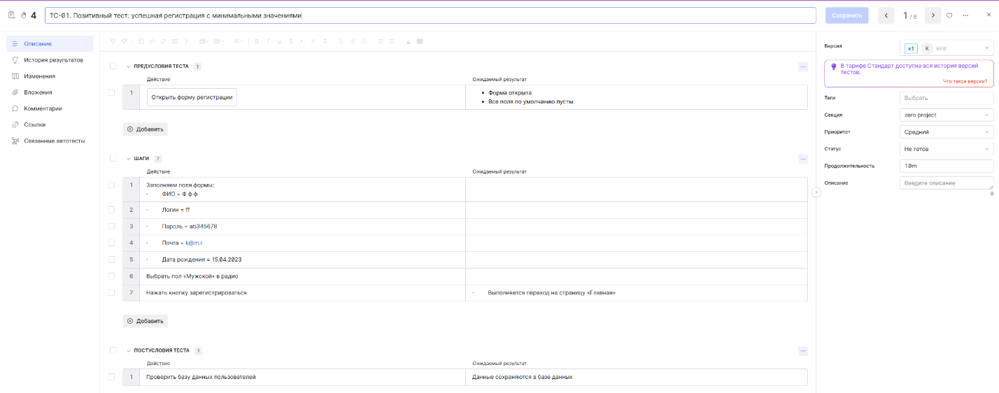 4
ТС-01. Позитивный тест: успешная регистрация с минимальными значениями
Сохранить
1 / 6
Описание
История результатов
Изменения
Вложения
Комментарии
Ссылки
Связанные автотесты
ПРЕДУСЛОВИЯ ТЕСТА 1
Действие
Ожидаемый результат
1
Открыть форму регистрации
• Форма открыта
• Все поля по умолчанию пусты
Добавить
ШАГИ 7
Действие
Ожидаемый результат
1
Заполняем поля формы:
· ФИО = Ф ф ф
2
· Логин = ff
3
· Пароль = ab345678
4
· Почта = k@m.r
5
· Дата рождения = 15.04.2023
6
Выбрать пол «Мужской» в радио
7
Нажать кнопку зарегистрироваться
· Выполняется переход на страницу «Главная»
Добавить
ПОСТУСЛОВИЯ ТЕСТА 1
Действие
Ожидаемый результат
1
Проверить базу данных пользователей
Данные сохраняются в базе данных
Версия
v1 K kirill
В тарифе Стандарт доступна вся история версий
тестов.
Что такое версии?
Теги
Выбрать
Секция
zero project
Приоритет
Средний
Статус
Не готов
Продолжительность
10m
Описание
Введите описание
0